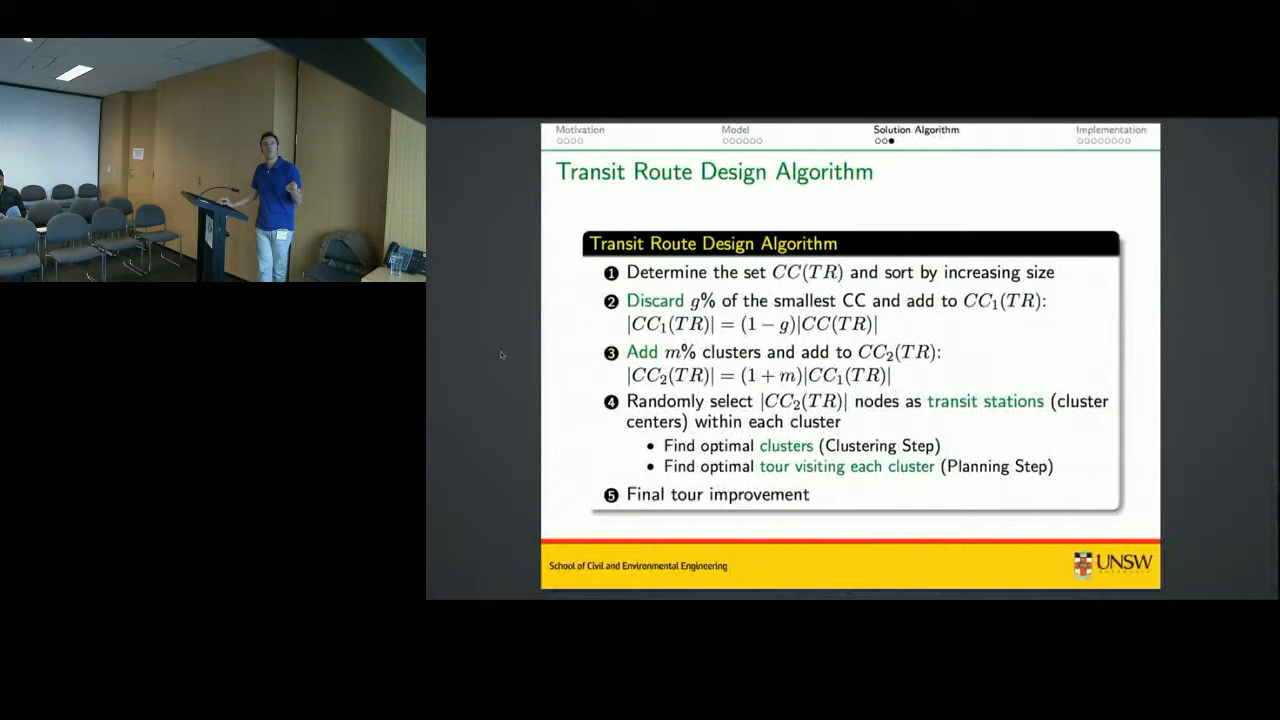 Motivation
Model
Solution Algorithm
Implementation
Transit Route Design Algorithm
Transit Route Design Algorithm
1 Determine the set CC(TR) and sort by increasing size
2 Discard g% of the smallest CC and add to CC₁(TR):
|CC₁(TR)| = (1 − g)|CC(TR)|
3 Add m% clusters and add to CC₂(TR):
|CC₂(TR)| = (1 + m)|CC₁(TR)|
4 Randomly select |CC₂(TR)| nodes as transit stations (cluster
centers) within each cluster
• Find optimal clusters (Clustering Step)
• Find optimal tour visiting each cluster (Planning Step)
5 Final tour improvement
School of Civil and Environmental Engineering
UNSW